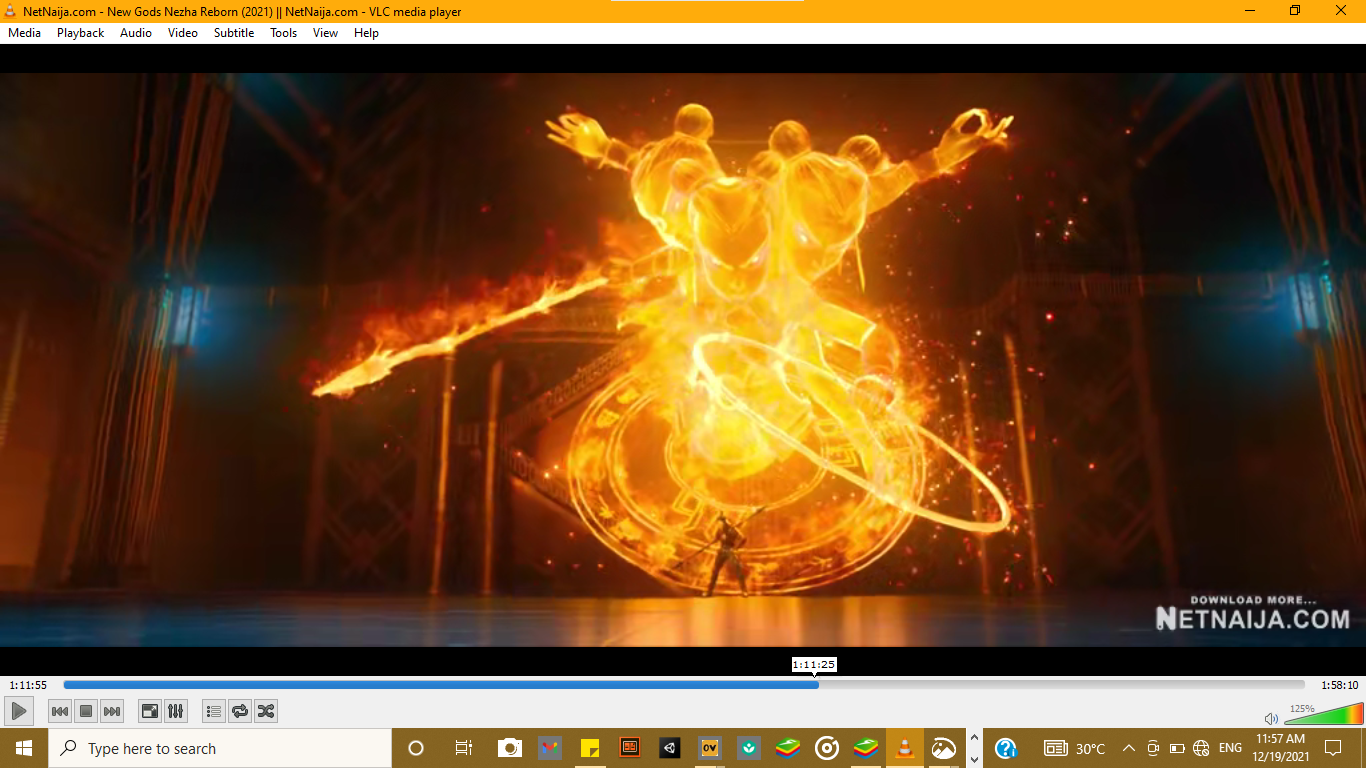 NetNaija.com - New Gods Nezha Reborn (2021) || NetNaija.com - VLC media player
Media Playback Audio Video Subtitle Tools View Help
DOWNLOAD MORE...
NETNAIJA.COM
1:11:25
1:11:55
1:58:10
125%
Type here to search
OV
30°C
ENG
11:57 AM
12/19/2021